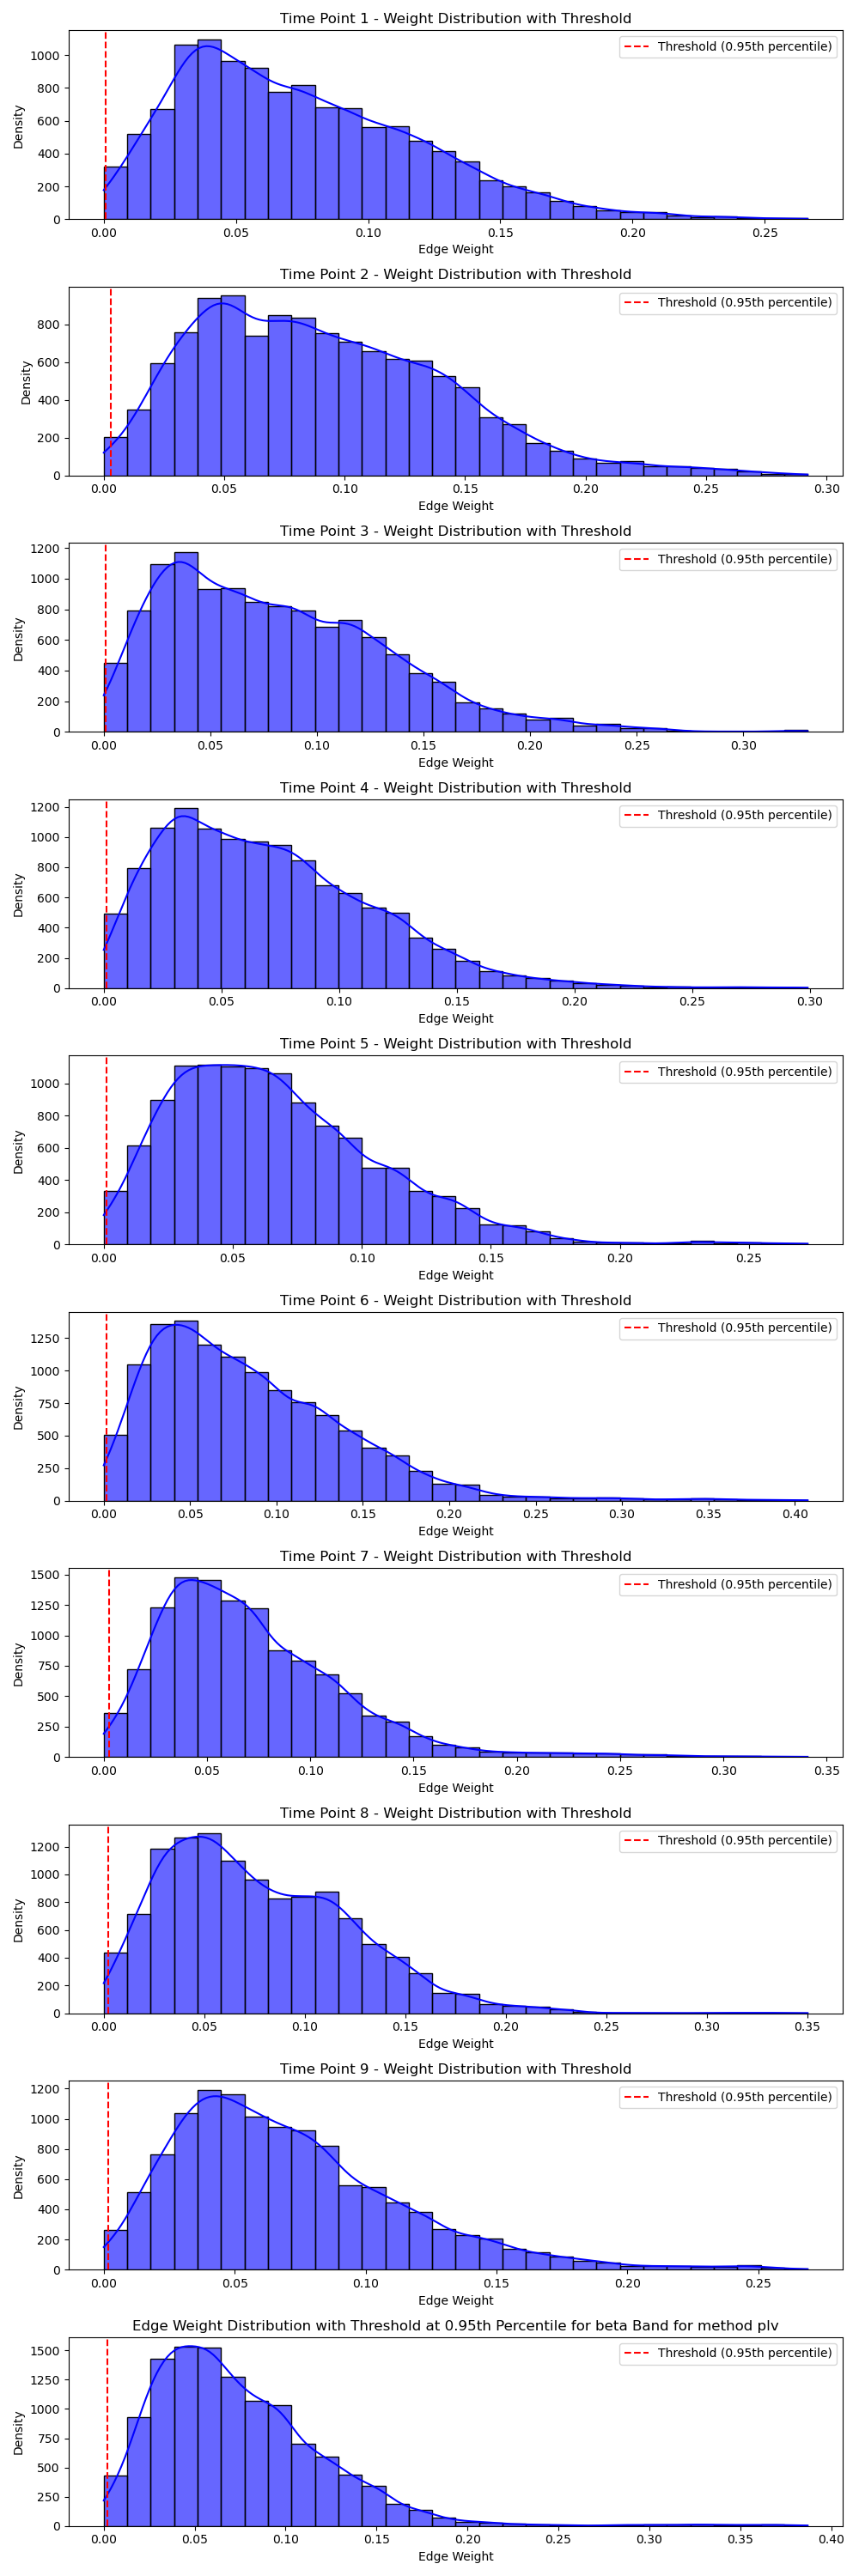 Time Point 1 - Weight Distribution with Threshold
Threshold (0.95th percentile)
Density
1000
800
600
400
200
0
0.00 0.05 0.10 0.15 0.20 0.25
Edge Weight
Time Point 2 - Weight Distribution with Threshold
Threshold (0.95th percentile)
Density
800
600
400
200
0
0.00 0.05 0.10 0.15 0.20 0.25 0.30
Edge Weight
Time Point 3 - Weight Distribution with Threshold
Threshold (0.95th percentile)
Density
1200
1000
800
600
400
200
0
0.00 0.05 0.10 0.15 0.20 0.25 0.30
Edge Weight
Time Point 4 - Weight Distribution with Threshold
Threshold (0.95th percentile)
Density
1200
1000
800
600
400
200
0
0.00 0.05 0.10 0.15 0.20 0.25 0.30
Edge Weight
Time Point 5 - Weight Distribution with Threshold
Threshold (0.95th percentile)
Density
1000
800
600
400
200
0
0.00 0.05 0.10 0.15 0.20 0.25
Edge Weight
Time Point 6 - Weight Distribution with Threshold
Threshold (0.95th percentile)
Density
1250
1000
750
500
250
0
0.00 0.05 0.10 0.15 0.20 0.25 0.30 0.35 0.40
Edge Weight
Time Point 7 - Weight Distribution with Threshold
Threshold (0.95th percentile)
Density
1500
1250
1000
750
500
250
0
0.00 0.05 0.10 0.15 0.20 0.25 0.30 0.35
Edge Weight
Time Point 8 - Weight Distribution with Threshold
Threshold (0.95th percentile)
Density
1200
1000
800
600
400
200
0
0.00 0.05 0.10 0.15 0.20 0.25 0.30 0.35
Edge Weight
Time Point 9 - Weight Distribution with Threshold
Threshold (0.95th percentile)
Density
1200
1000
800
600
400
200
0
0.00 0.05 0.10 0.15 0.20 0.25
Edge Weight
Edge Weight Distribution with Threshold at 0.95th Percentile for beta Band for method plv
Threshold (0.95th percentile)
Density
1500
1250
1000
750
500
250
0
0.00 0.05 0.10 0.15 0.20 0.25 0.30 0.35 0.40
Edge Weight